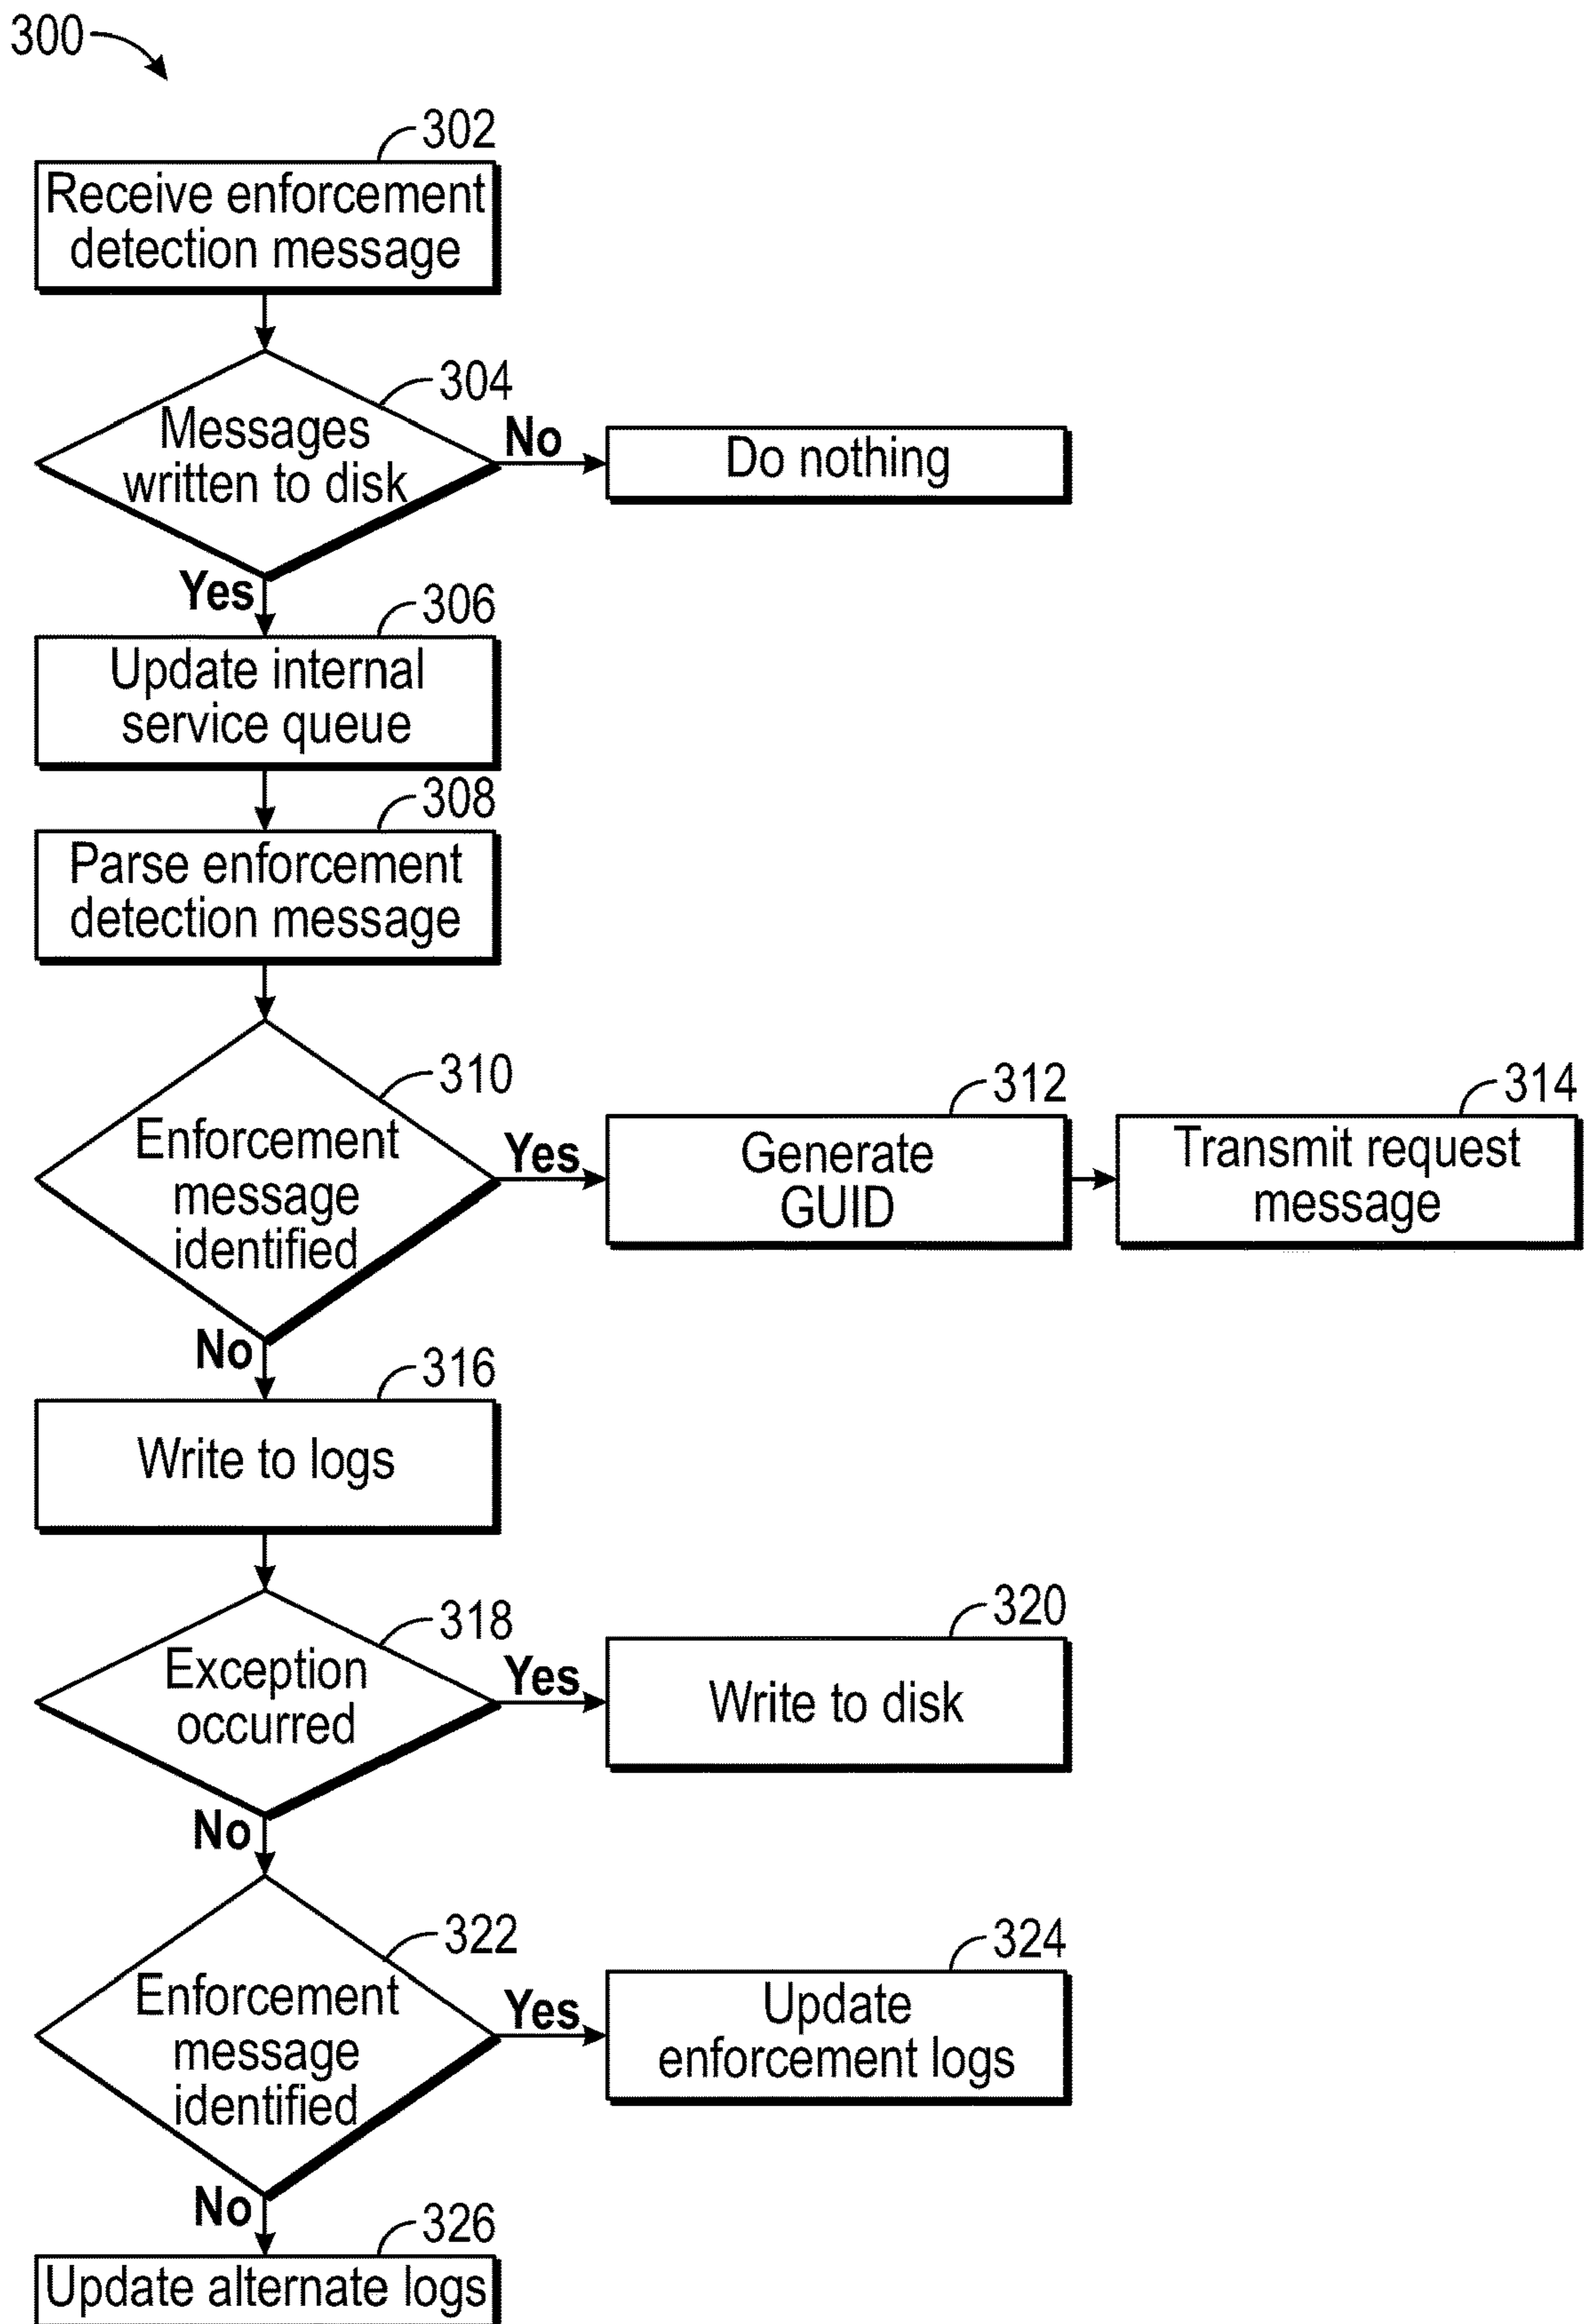 300
302
Receive enforcement
detection message
304
Messages
written to disk
No
Do nothing
Yes
306
Update internal
service queue
308
Parse enforcement
detection message
310
Enforcement
message
identified
Yes
312
Generate
GUID
314
Transmit request
message
No
316
Write to logs
318
Exception
occurred
Yes
320
Write to disk
No
322
Enforcement
message
identified
Yes
324
Update
enforcement logs
No
326
Update alternate logs